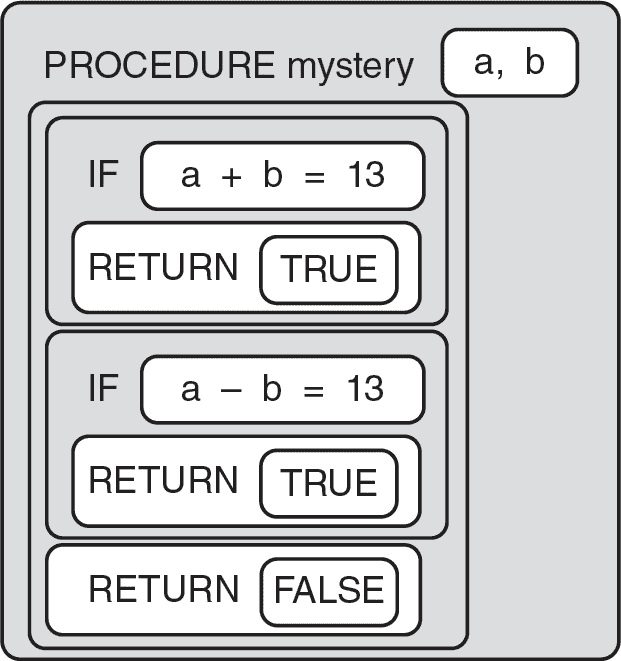 PROCEDURE mystery a, b
IF a + b = 13
RETURN TRUE
IF a – b = 13
RETURN TRUE
RETURN FALSE